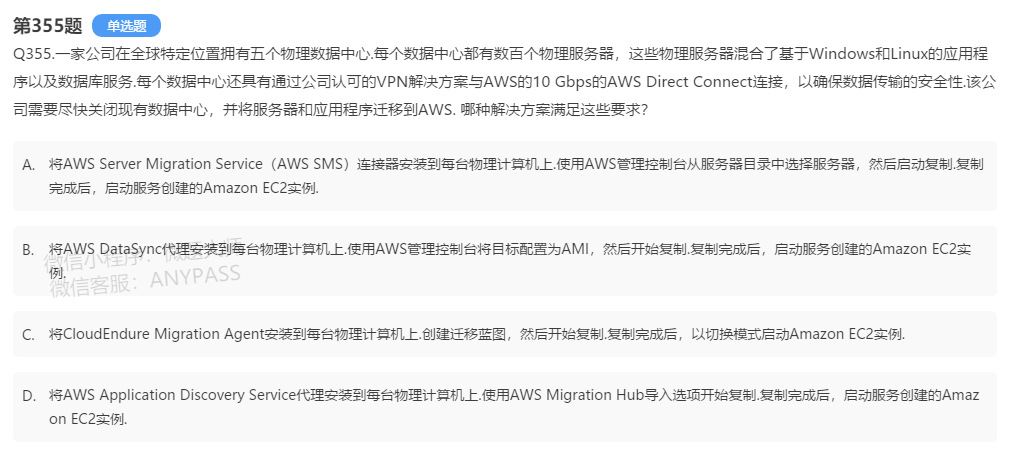 第355题 单选题
Q355.一家公司在全球特定位置拥有五个物理数据中心.每个数据中心都有数百个物理服务器，这些物理服务器混合了基于Windows和Linux的应用程
序以及数据库服务.每个数据中心还具有通过公司认可的VPN解决方案与AWS的10 Gbps的AWS Direct Connect连接，以确保数据传输的安全性.该公
司需要尽快关闭现有数据中心，并将服务器和应用程序迁移到AWS. 哪种解决方案满足这些要求?
A. 将AWS Server Migration Service（AWS SMS）连接器安装到每台物理计算机上.使用AWS管理控制台从服务器目录中选择服务器，然后启动复制.复制
完成后，启动服务创建的Amazon EC2实例.
B. 将AWS DataSync代理安装到每台物理计算机上.使用AWS管理控制台将目标配置为AMI，然后开始复制.复制完成后，启动服务创建的Amazon EC2实
例.
微信小程序：
微信客服：ANYPASS
C. 将CloudEndure Migration Agent安装到每台物理计算机上.创建迁移蓝图，然后开始复制.复制完成后，以切换模式启动Amazon EC2实例.
D. 将AWS Application Discovery Service代理安装到每台物理计算机上.使用AWS Migration Hub导入选项开始复制.复制完成后，启动服务创建的Amaz
on EC2实例.